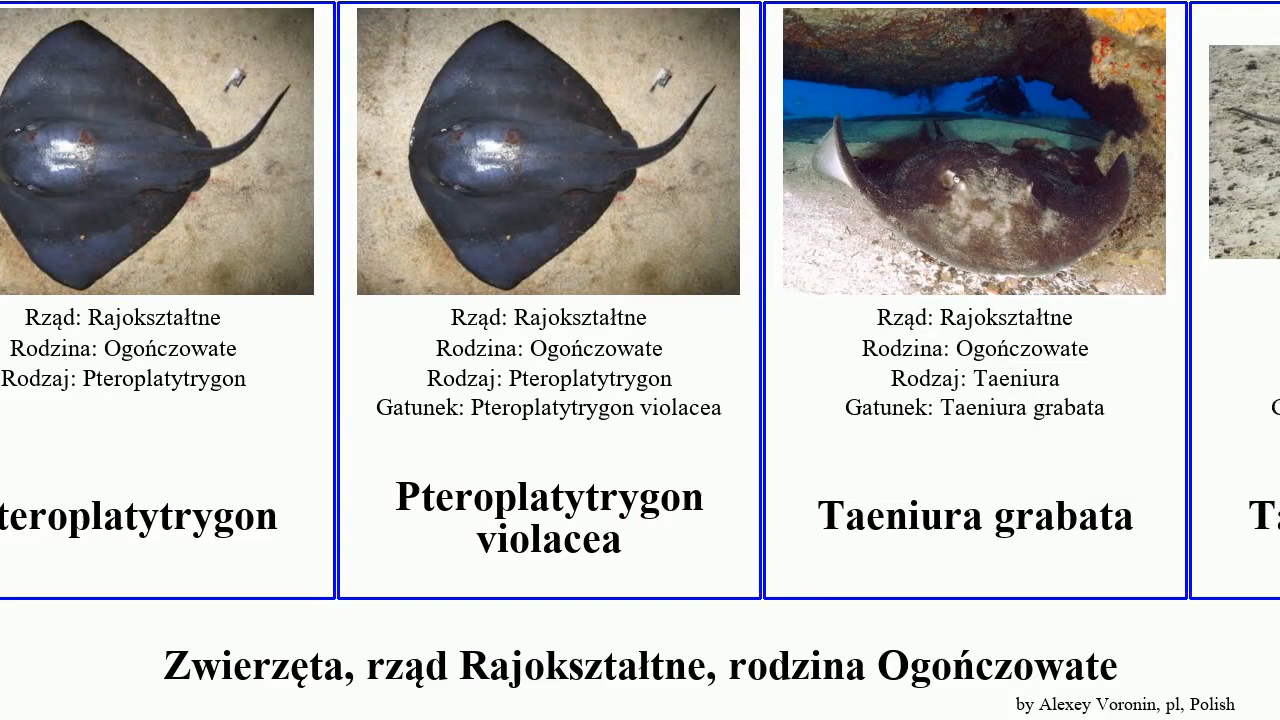 Rząd: Rajokształtne
Rodzina: Ogończowate
Rodzaj: Pteroplatytrygon
teroplatytrygon
Rząd: Rajokształtne
Rodzina: Ogończowate
Rodzaj: Pteroplatytrygon
Gatunek: Pteroplatytrygon violacea
Pteroplatytrygon
violacea
Rząd: Rajokształtne
Rodzina: Ogończowate
Rodzaj: Taeniura
Gatunek: Taeniura grabata
Taeniura grabata
Zwierzęta, rząd Rajokształtne, rodzina Ogończowate
by Alexey Voronin, pl, Polish